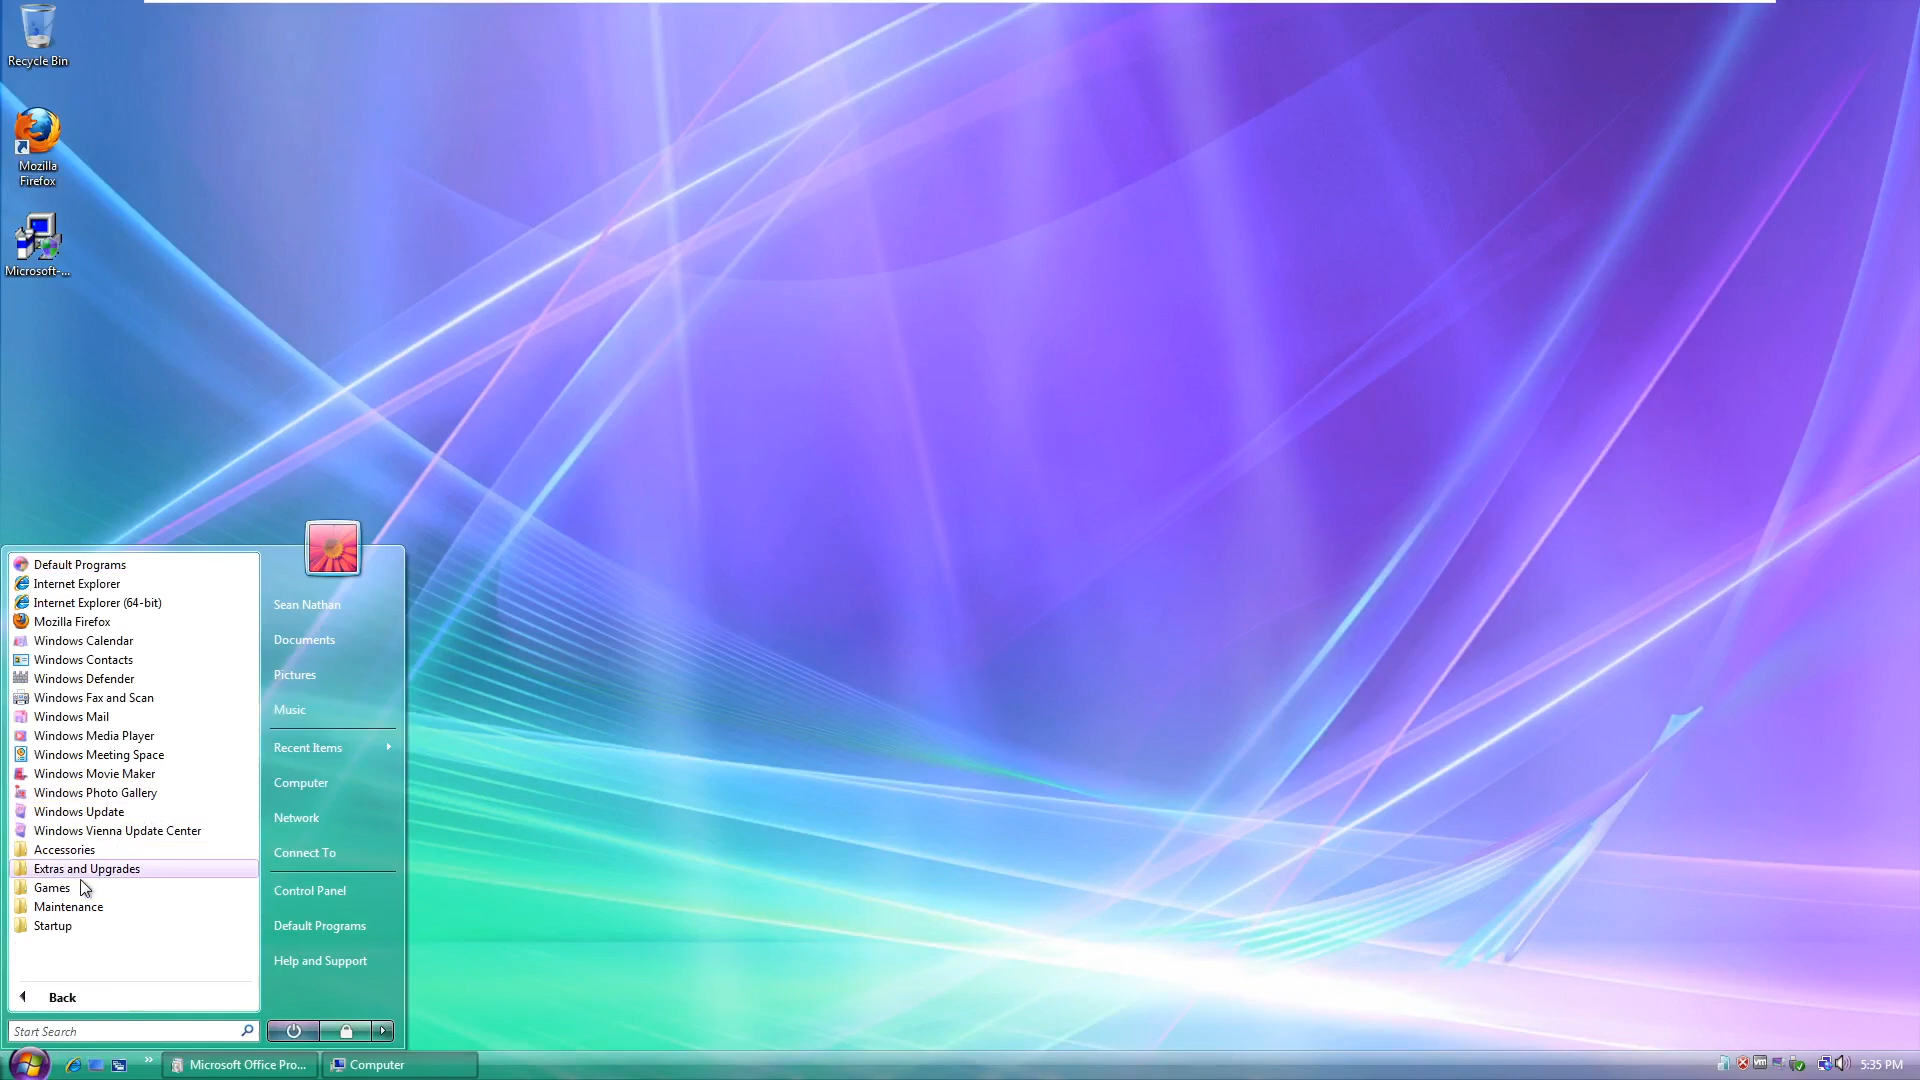 Recycle Bin
Mozilla
Firefox
Microsoft-...
Default Programs
Internet Explorer
Internet Explorer (64-bit)
Mozilla Firefox
Windows Calendar
Windows Contacts
Windows Defender
Windows Fax and Scan
Windows Mail
Windows Media Player
Windows Meeting Space
Windows Movie Maker
Windows Photo Gallery
Windows Update
Windows Vienna Update Center
Accessories
Extras and Upgrades
Games
Maintenance
Startup
Back
Start Search
Sean Nathan
Documents
Pictures
Music
Recent Items
Computer
Network
Connect To
Control Panel
Default Programs
Help and Support
Microsoft Office Pro...
Computer
vm
5:35 PM